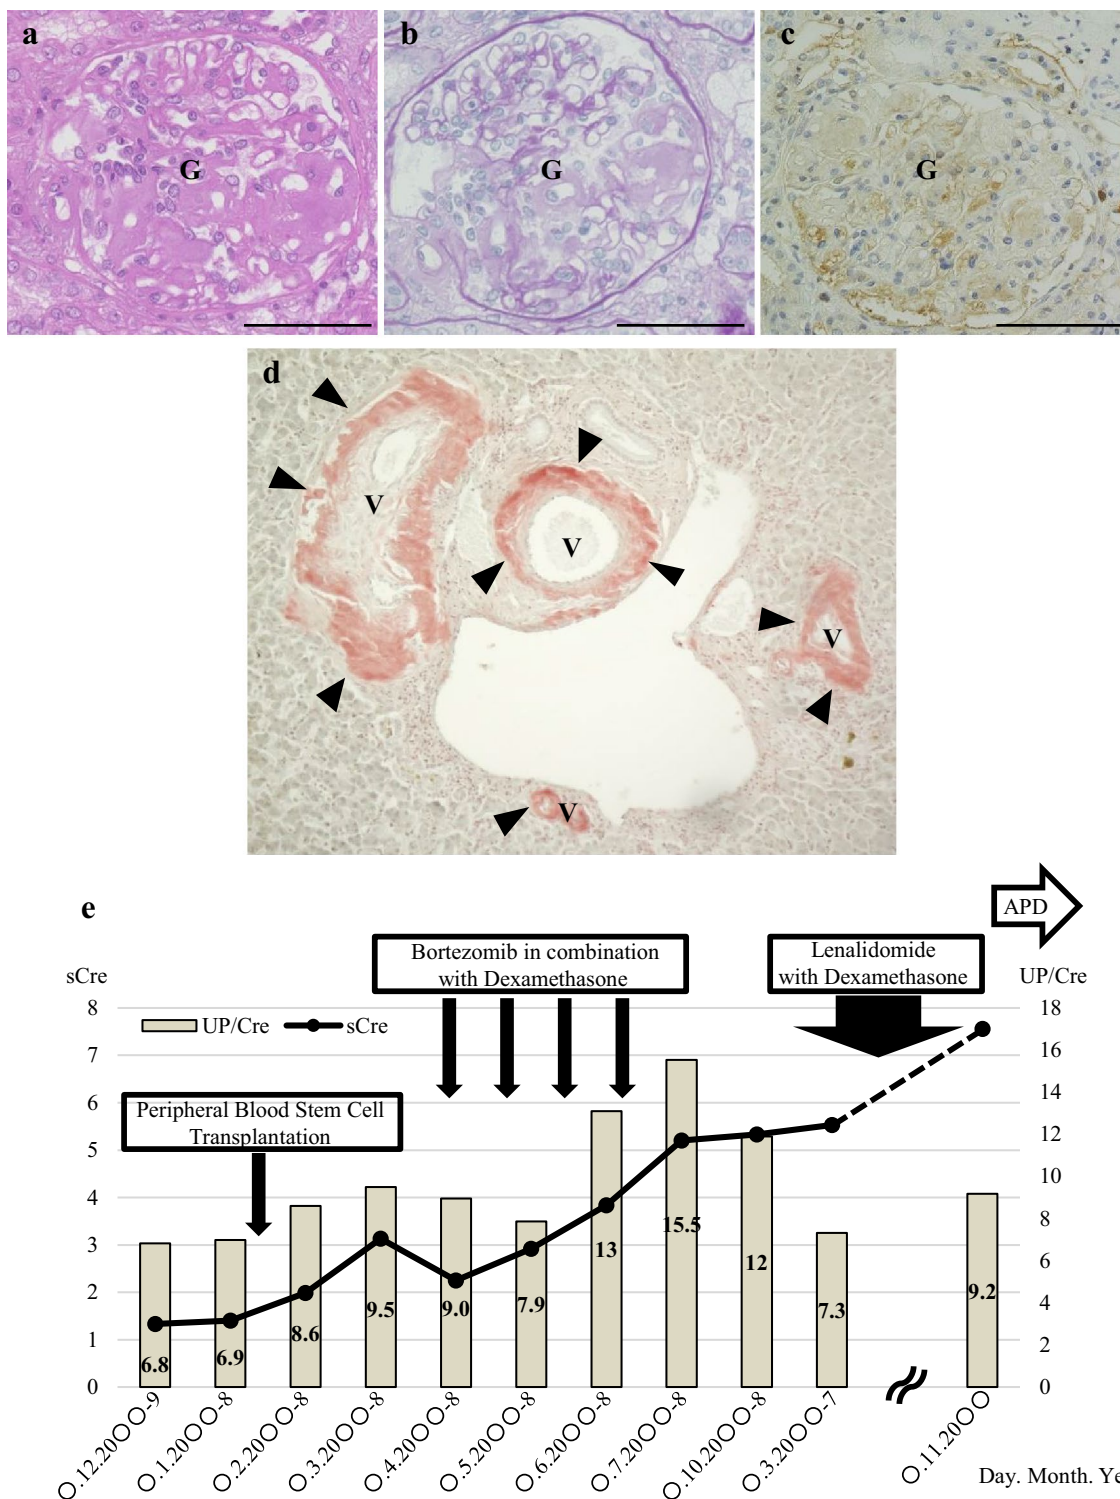 a
b
c
G
G
G
d
V
V
V
V
e
APD
Bortezomib in combination
with Dexamethasone
Lenalidomide
with Dexamethasone
sCre
UP/Cre
8
7
6
5
4
3
2
1
0
18
16
14
12
10
8
6
4
2
0
UP/Cre
sCre
Peripheral Blood Stem Cell
Transplantation
6.8
6.9
8.6
9.5
9.0
7.9
13
15.5
12
7.3
9.2
○.12.20○○-9
○.1.20○○-8
○.2.20○○-8
○.3.20○○-8
○.4.20○○-8
○.5.20○○-8
○.6.20○○-8
○.7.20○○-8
○.10.20○○-8
○.3.20○○-7
○.11.20○○
Day. Month. Ye